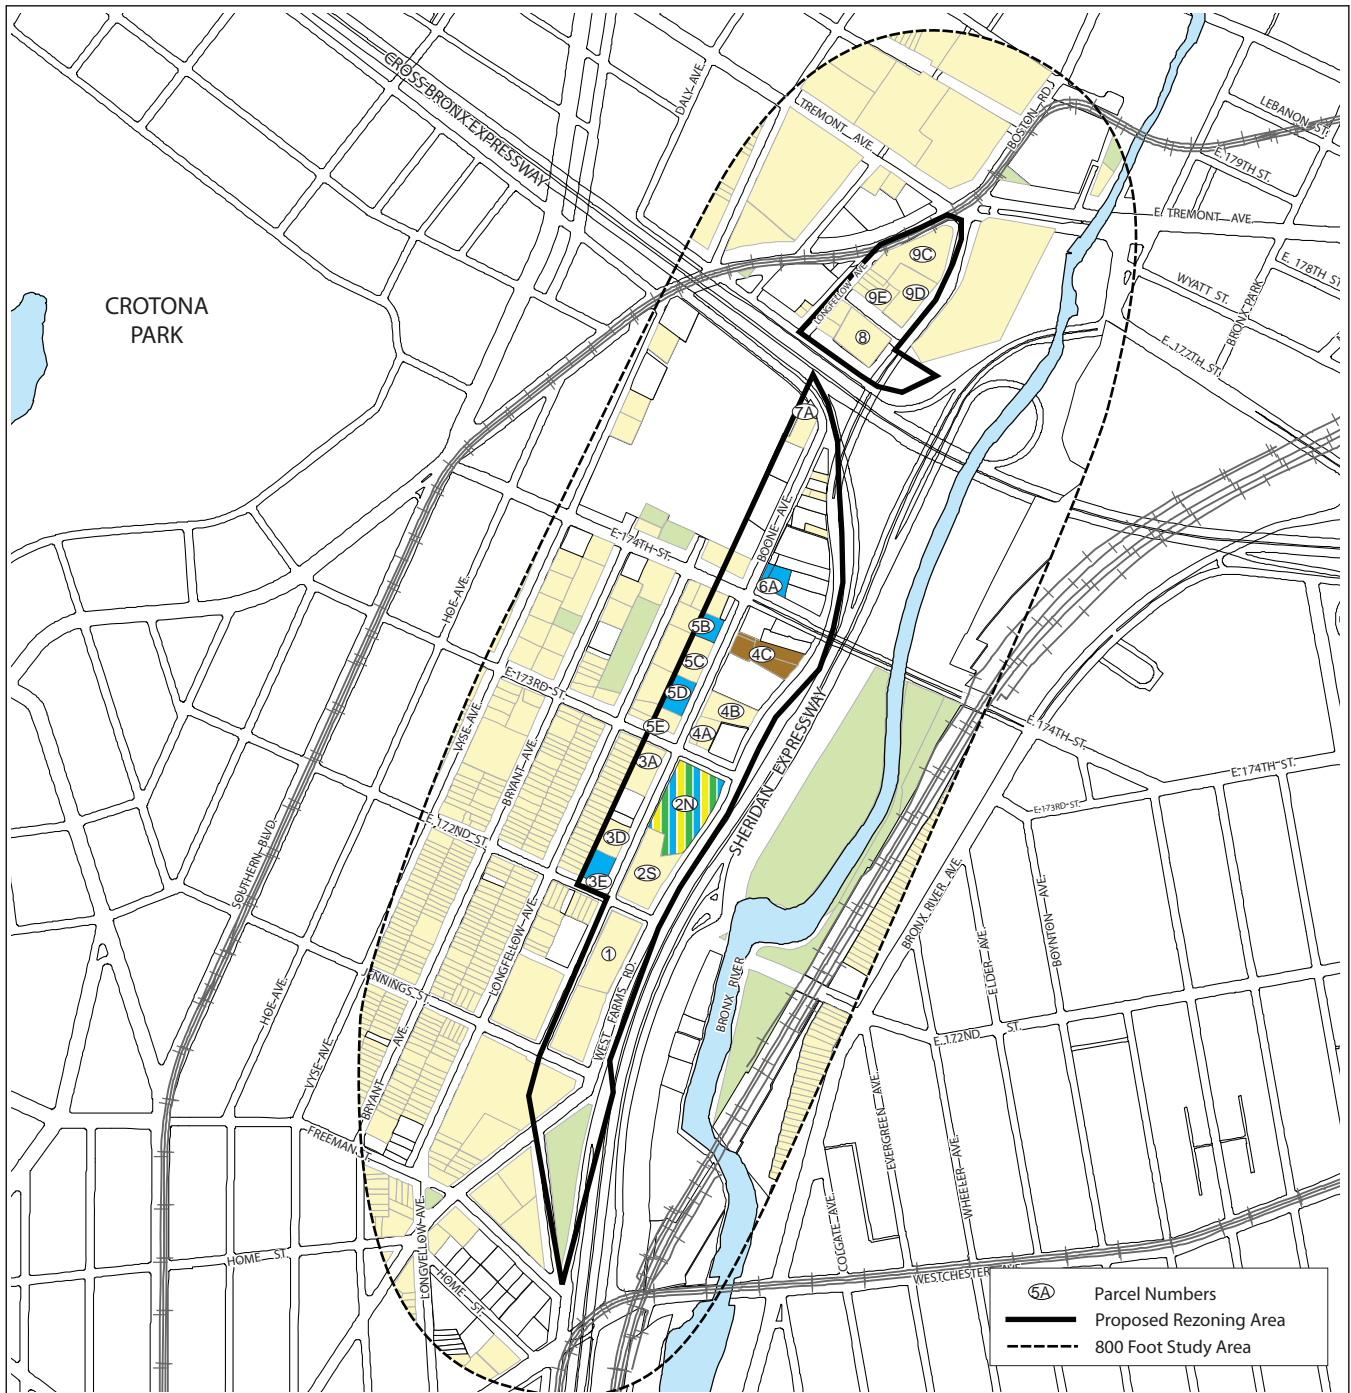 CROSS BRONX EXPRESSWAY
DALY AVE.
TREMONT AVE.
BOSTON RD.
LEBANON ST.
E. 179TH ST.
E. TREMONT AVE.
E. 178TH ST.
WYATT ST.
BRONX PARK
E. 177TH ST.
CROTONA
PARK
LONGFELLOW AVE.
9C
9D
9E
8
7A
BOONE AVE.
E. 174TH ST.
6A
HOE AVE.
5B
4C
5C
E. 173RD ST.
5D
4B
5E
4A
VYSE AVE.
SHERIDAN EXPRESSWAY
E. 174TH ST.
3A
BRYANT AVE.
E. 174TH ST.
2N
E. 173RD ST.
E. 172ND ST.
3D
SOUTHERN BLVD
2S
3E
BRONX RIVER AVE.
BOYNTON AVE.
ELDER AVE.
LONGFELLOW AVE.
1
JENNINGS ST.
HOE AVE.
WEST FARMS RD.
BRONX RIVER
E. 172ND ST.
VYSE AVE.
BRYANT AVE.
EVERGREEN AVE.
FREEMAN ST.
WHEELER AVE.
COLGATE AVE.
LONGVELLOW AVE.
HOME ST.
HOME ST.
WESTCHESTER AVE
5A Parcel Numbers
Proposed Rezoning Area
800 Foot Study Area